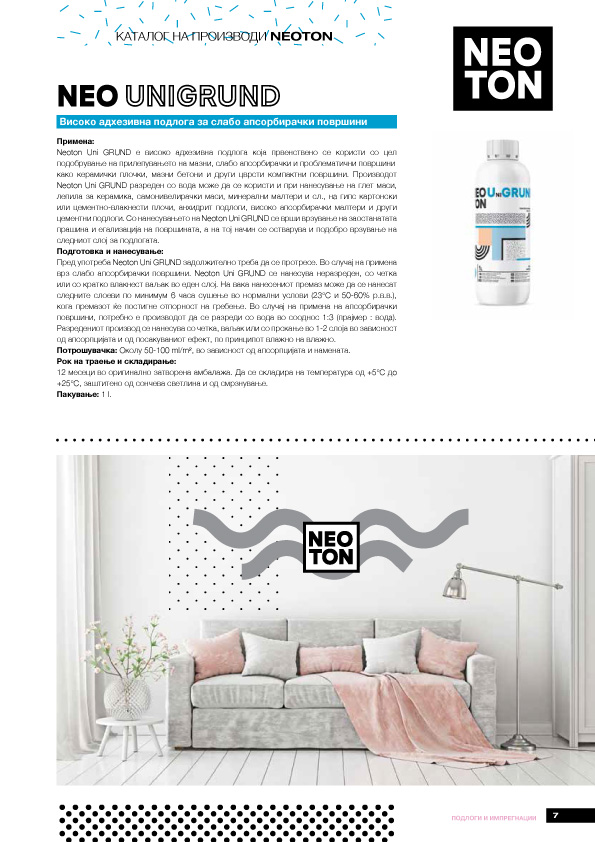 КАТАЛОГ НА ПРОИЗВОДИ NEOTON
NEO
TON
NEO UNIGRUND
Високо адхезивна подлога за слабо апсорбирачки површини
Примена:
Neoton Uni GRUND е високо адхезивна подлога која првенствено се користи со цел
подобрување на прилепувањето на мазни, слабо апсорбирачки и проблематични површини
како керамички плочки, мазни бетони и други цврсти компактни површини. Производот
Neoton Uni GRUND разреден со вода може да се користи и при нанесување на глет маси,
лепила за керамика, самонивелирачки маси, минерални малтери и сл., на гипс картонски
или цементно-влакнести плочи, анхидрит подлоги, високо апсорбирачки малтери и други
цементни подлоги. Со нанесувањето на Neoton Uni GRUND се врши врзување на заостанатата
прашина и егализација на површината, а на тој начин се остварува и подобро врзување на
следниот слој за подлогата.
Подготовка и нанесување:
Пред употреба Neoton Uni GRUND задолжително треба да се протресе. Во случај на примена
врз слабо апсорбирачки површини. Neoton Uni GRUND се нанесува неразреден, со четка
или со кратко влакнест ваљак во еден слој. На вака нанесениот премаз може да се нанесат
следните слоеви по минимум 6 часа сушење во нормални услови (23°C и 50-60% р.в.в.),
кога премазот ќе постигне отпорност на гребење. Во случај на примена на апсорбирачки
површини, потребно е производот да се разреди со вода во сооднос 1:3 (прајмер : вода).
Разредениот производ се нанесува со четка, ваљак или со прскање во 1-2 слоја во зависност
од апсорпцијата и од посакуваниот ефект, по принципот влажно на влажно.
Потрошувачка: Околу 50-100 ml/m², во зависност од апсорпцијата и намената.
Рок на траење и складирање:
12 месеци во оригинално затворена амбалажа. Да се складира на температура од +5°C до
+25°C, заштитено од сончева светлина и од смрзнување.
Пакување: 1 l.
EO UNIGRUN
ON
NEO
TON
ПОДЛОГИ И ИМПРЕГНАЦИИ
7